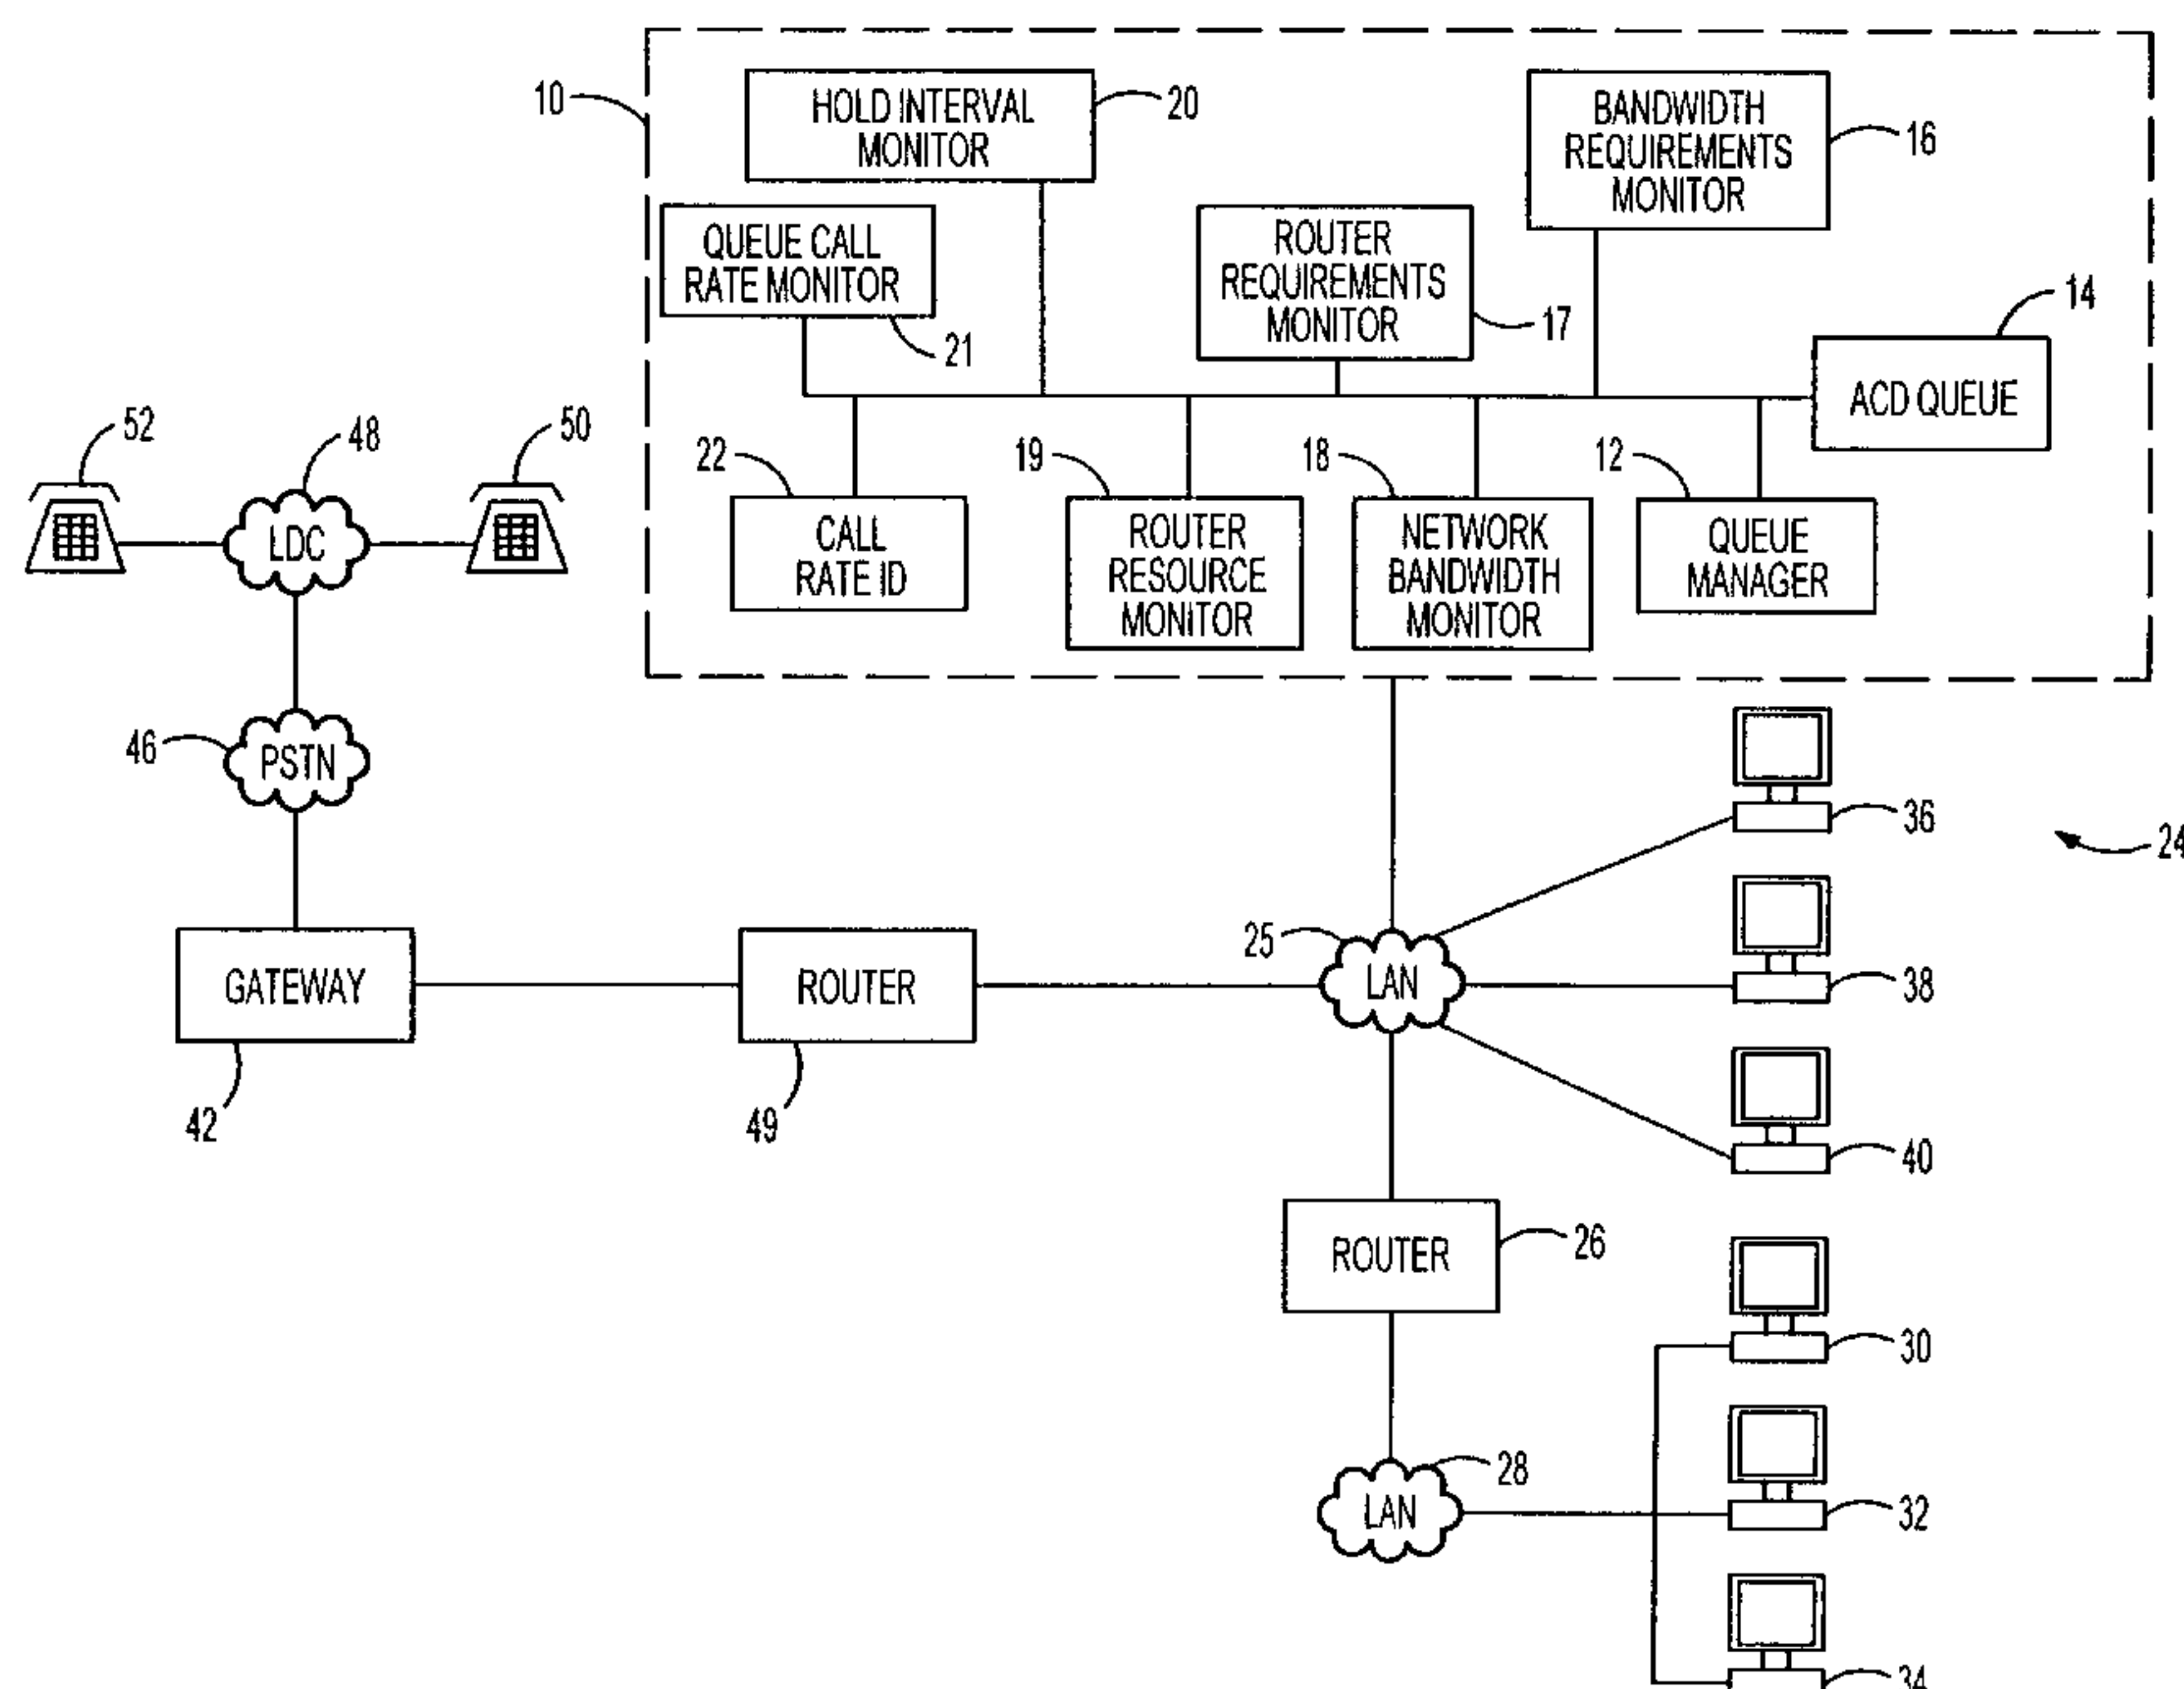 10
HOLD INTERVAL
MONITOR
20
BANDWIDTH
REQUIREMENTS
MONITOR
16
QUEUE CALL
RATE MONITOR
21
ROUTER
REQUIREMENTS
MONITOR
17
14
ACD QUEUE
52
48
50
LDC
22
CALL
RATE ID
19
ROUTER
RESOURCE
MONITOR
18
NETWORK
BANDWIDTH
MONITOR
12
QUEUE
MANAGER
46
PSTN
36
24
GATEWAY
42
ROUTER
49
25
LAN
38
40
ROUTER
26
30
28
LAN
32
34